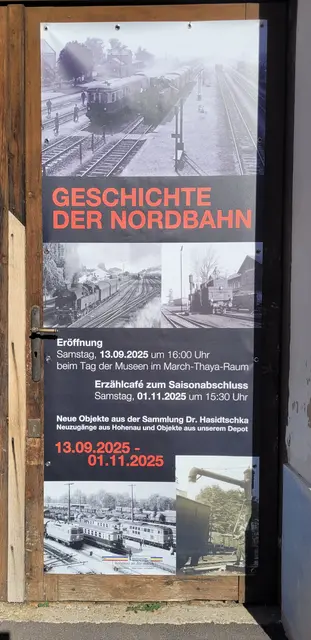 GESCHICHTE
DER NORDBAHN
Eröffnung
Samstag, 13.09.2025 um 16:00 Uhr
beim Tag der Museen im March-Thaya-Raum
Erzählcafé zum Saisonabschluss
Samstag, 01.11.2025 um 15:30 Uhr
Neue Objekte aus der Sammlung Dr. Hasidtschka
Neuzugänge aus Hohenau und Objekte aus unserem Depot
13.09.2025 -
01.11.2025